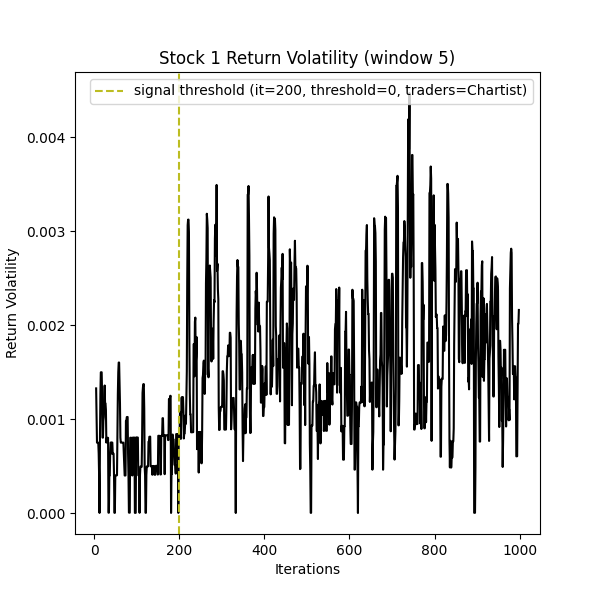 Stock 1 Return Volatility (window 5)
signal threshold (it=200, threshold=0, traders=Chartist)
0.004
0.003
0.002
0.001
0.000
Return Volatility
0 200 400 600 800 1000
Iterations